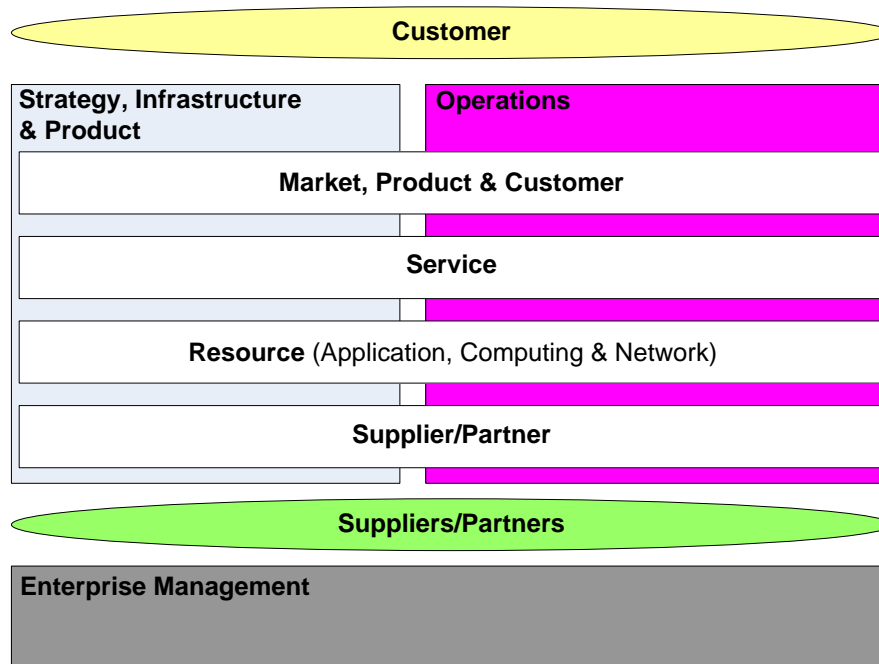 Customer
Strategy, Infrastructure
& Product
Operations
Market, Product & Customer
Service
Resource (Application, Computing & Network)
Supplier/Partner
Suppliers/Partners
Enterprise Management